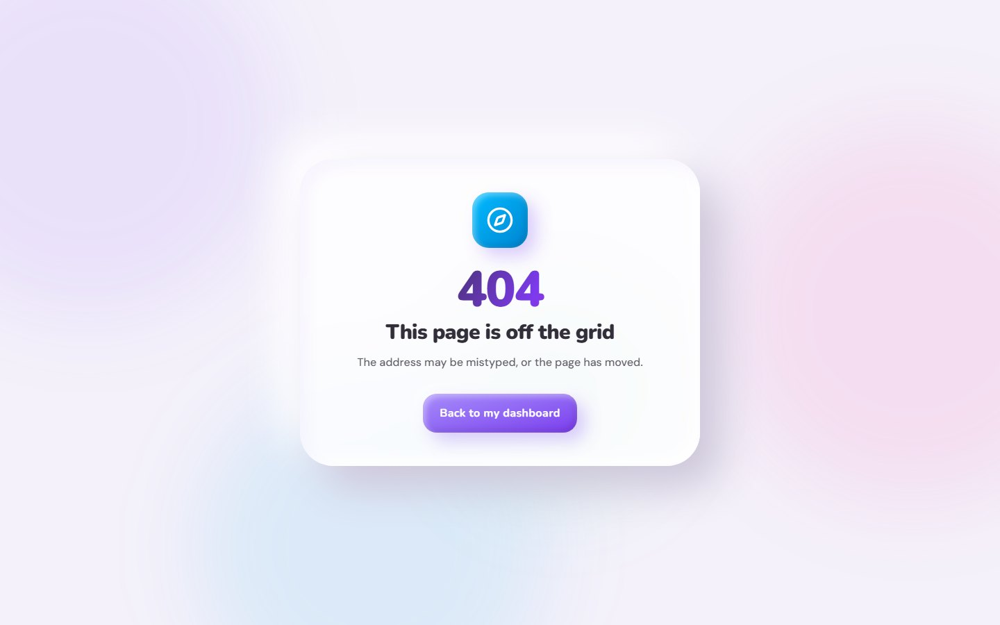 404
This page is off the grid
The address may be mistyped, or the page has moved.
Back to my dashboard